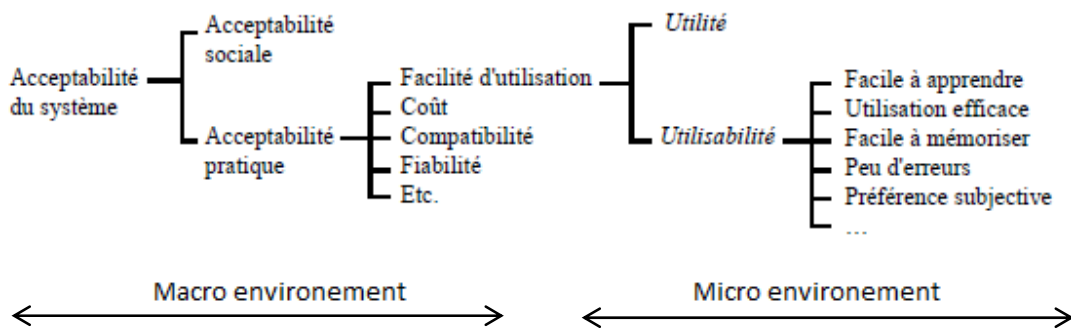 Acceptabilité
du système
Acceptabilité
sociale
Acceptabilité
pratique
Facilité d'utilisation
Coût
Compatibilité
Fiabilité
Etc.
Utilité
Utilisabilité
Facile à apprendre
Utilisation efficace
Facile à mémoriser
Peu d'erreurs
Préférence subjective
…
Macro environement
Micro environement